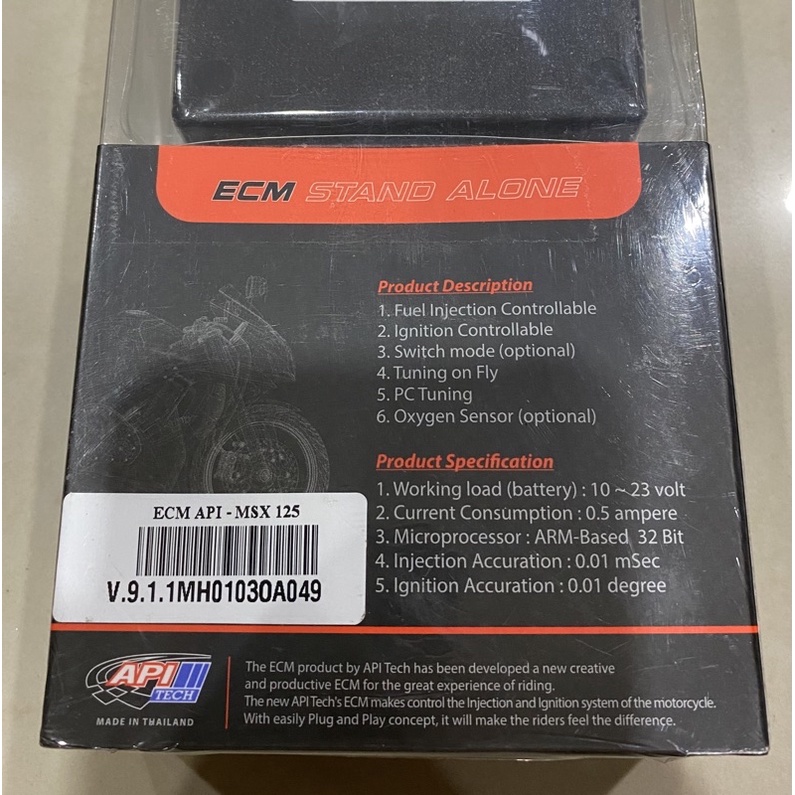 ECM STAND ALONE
Product Description
1. Fuel Injection Controllable
2. Ignition Controllable
3. Switch mode (optional)
4. Tuning on Fly
5. PC Tuning
6. Oxygen Sensor (optional)
Product Specification
1. Working load (battery) : 10 ~ 23 volt
2. Current Consumption : 0.5 ampere
3. Microprocessor : ARM-Based 32 Bit
4. Injection Accuration : 0.01 mSec
5. Ignition Accuration : 0.01 degree
ECM API - MSX 125
V.9.1.1MH01030A049
API TECH
MADE IN THAILAND
The ECM product by API Tech has been developed a new creative
and productive ECM for the great experience of riding.
The new API Tech's ECM makes control the Injection and Ignition system of the motorcycle.
With easily Plug and Play concept, it will make the riders feel the difference.